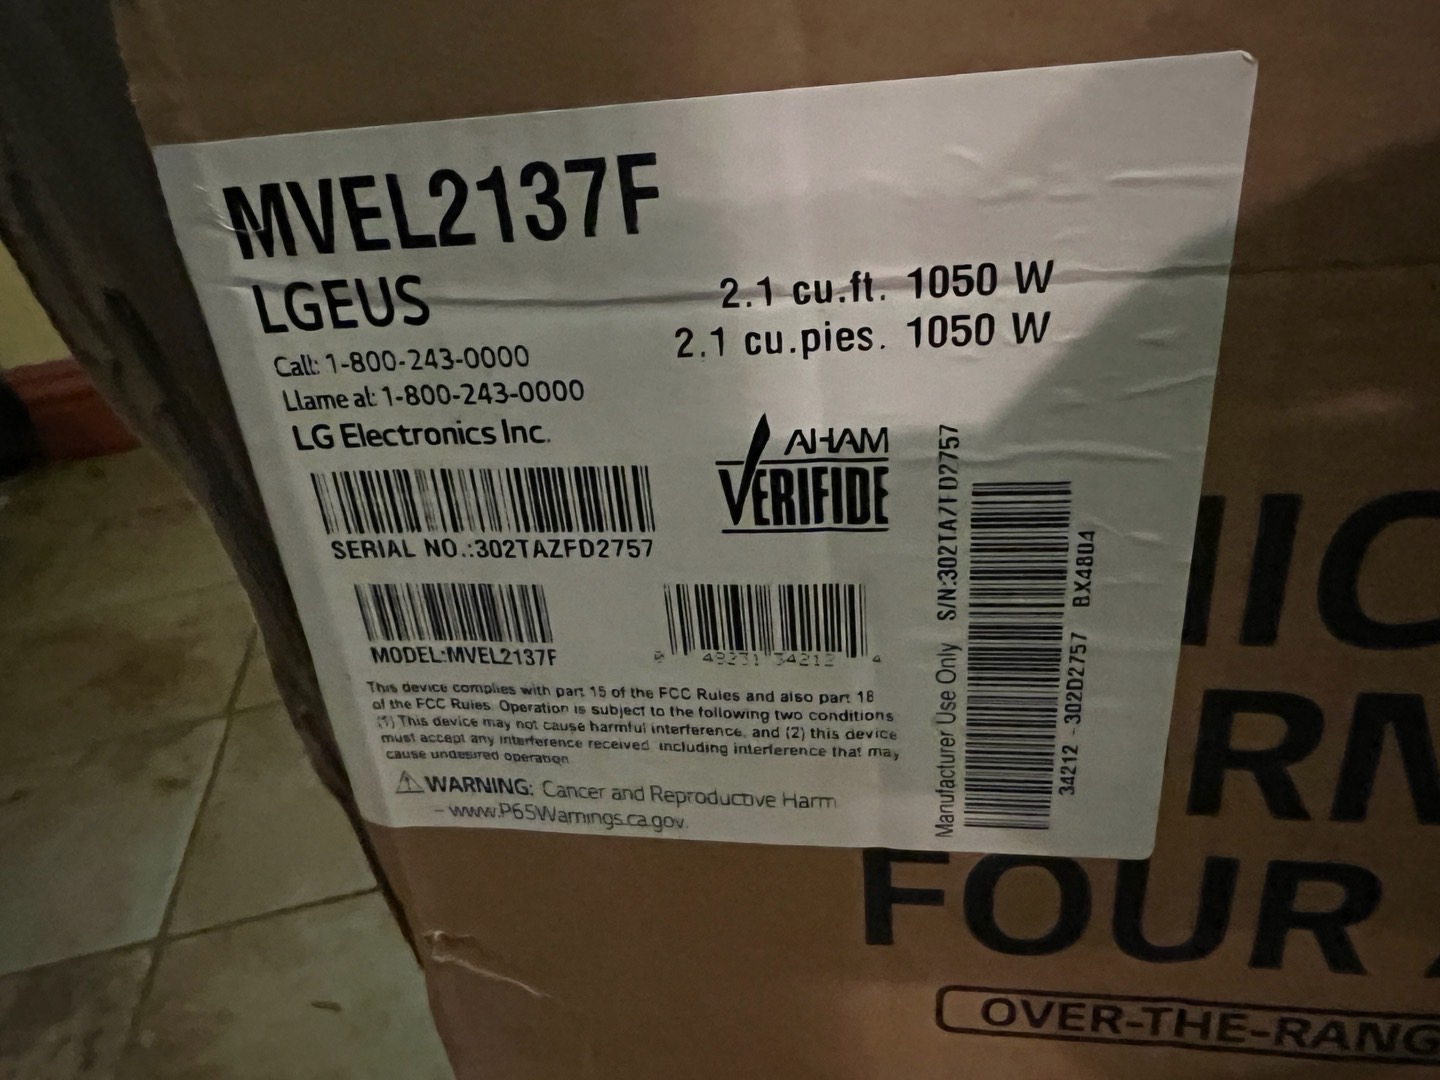 MVEL2137F
LGEUS
2.1 cu.ft. 1050 W
2.1 cu.pies. 1050 W
Call: 1-800-243-0000
Llame al: 1-800-243-0000
LG Electronics Inc.
AHAM
VERIFIDE
SERIAL NO.:302TAZFD2757
MODEL:MVEL2137F
48231 34212 4
This device complies with part 15 of the FCC Rules and also part 18
of the FCC Rules. Operation is subject to the following two conditions
(1) This device may not cause harmful interference, and (2) this device
must accept any interference received, including interference that may
cause undesired operation.
WARNING: Cancer and Reproductive Harm
- www.P65Warnings.ca.gov.
Manufacturer Use Only S/N:302TAZFD2757
34212 - 302D2757 BX4804
FOUR
OVER-THE-RANG